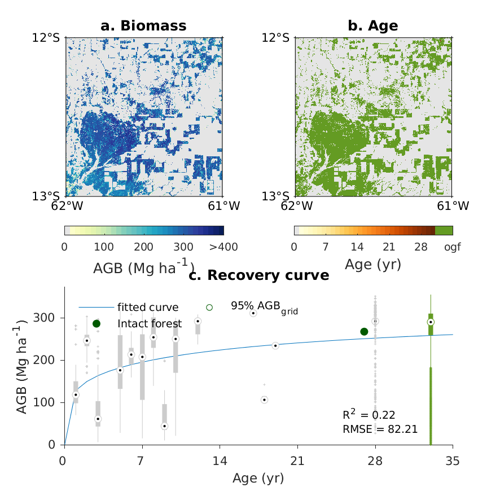 a. Biomass
b. Age
12°S
13°S
62°W
61°W
12°S
13°S
62°W
61°W
0 100 200 300 >400
AGB (Mg ha-1)
0 7 14 21 28 ogf
Age (yr)
c. Recovery curve
fitted curve
95% AGBgrid
Intact forest
AGB (Mg ha-1)
300
200
100
0
R2 = 0.22
RMSE = 82.21
0 7 14 21 28 35
Age (yr)